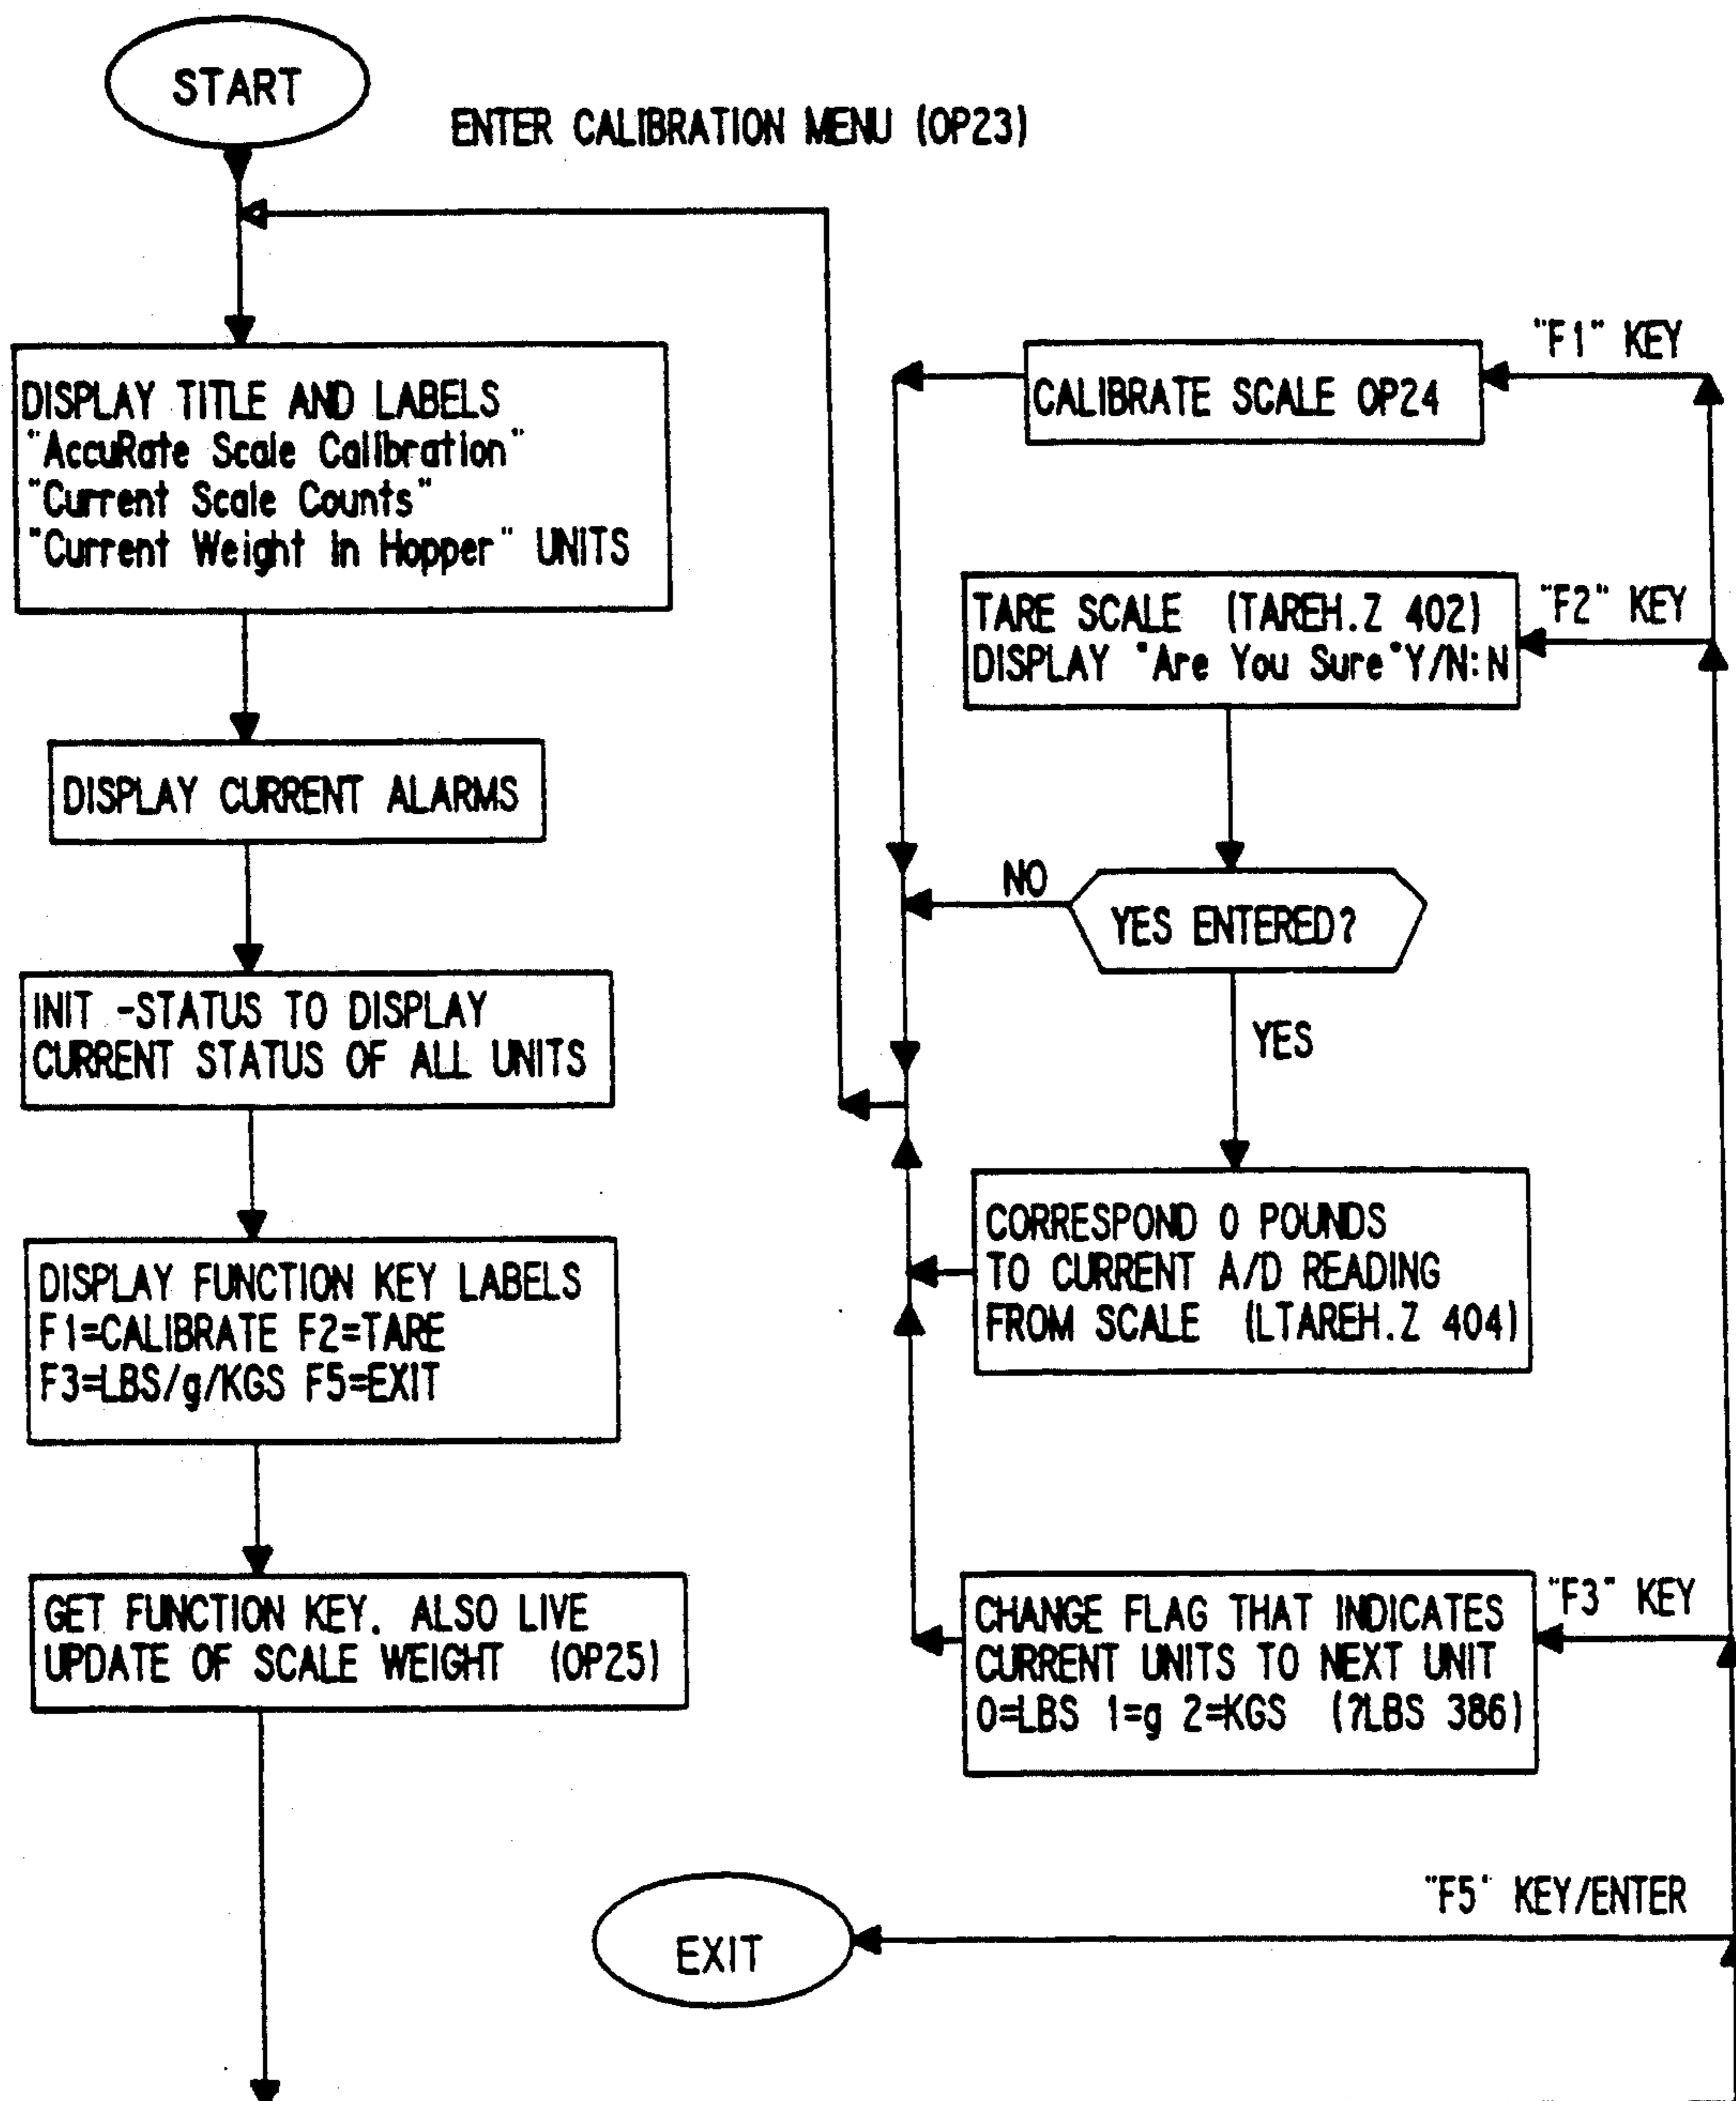 START
ENTER CALIBRATION MENU (OP23)
DISPLAY TITLE AND LABELS
"AccuRate Scale Calibration"
"Current Scale Counts"
"Current Weight In Hopper" UNITS
DISPLAY CURRENT ALARMS
INIT -STATUS TO DISPLAY
CURRENT STATUS OF ALL UNITS
DISPLAY FUNCTION KEY LABELS
F1=CALIBRATE F2=TARE
F3=LBS/g/KGS F5=EXIT
GET FUNCTION KEY. ALSO LIVE
UPDATE OF SCALE WEIGHT (OP25)
"F1" KEY
CALIBRATE SCALE OP24
"F2" KEY
TARE SCALE (TAREH.Z 402)
DISPLAY "Are You Sure"Y/N:N
NO
YES ENTERED?
YES
CORRESPOND 0 POUNDS
TO CURRENT A/D READING
FROM SCALE (LTAREH.Z 404)
"F3" KEY
CHANGE FLAG THAT INDICATES
CURRENT UNITS TO NEXT UNIT
0=LBS 1=g 2=KGS (?LBS 386)
"F5" KEY/ENTER
EXIT